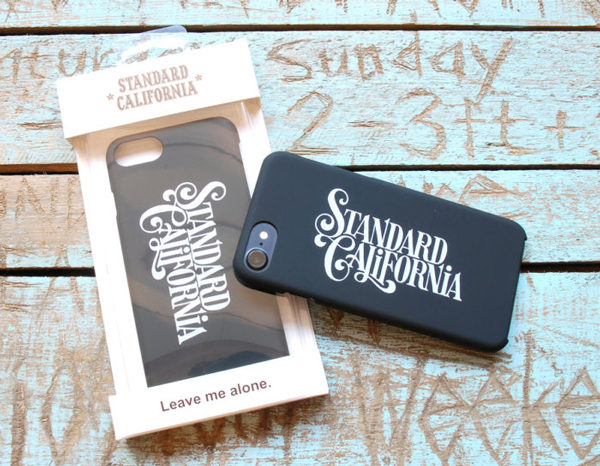 Sunday
2-3ft+
STANDARD
CALIFORNIA
STANDARD
CALIFORNIA
Leave me alone.
STANDARD
CALIFORNIA